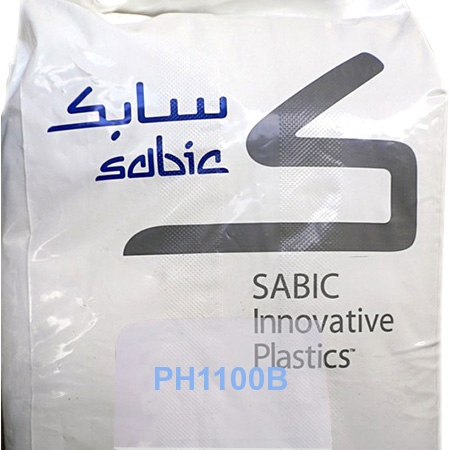 سابك
sabic
SABIC
Innovative
Plastics™
PH1100B